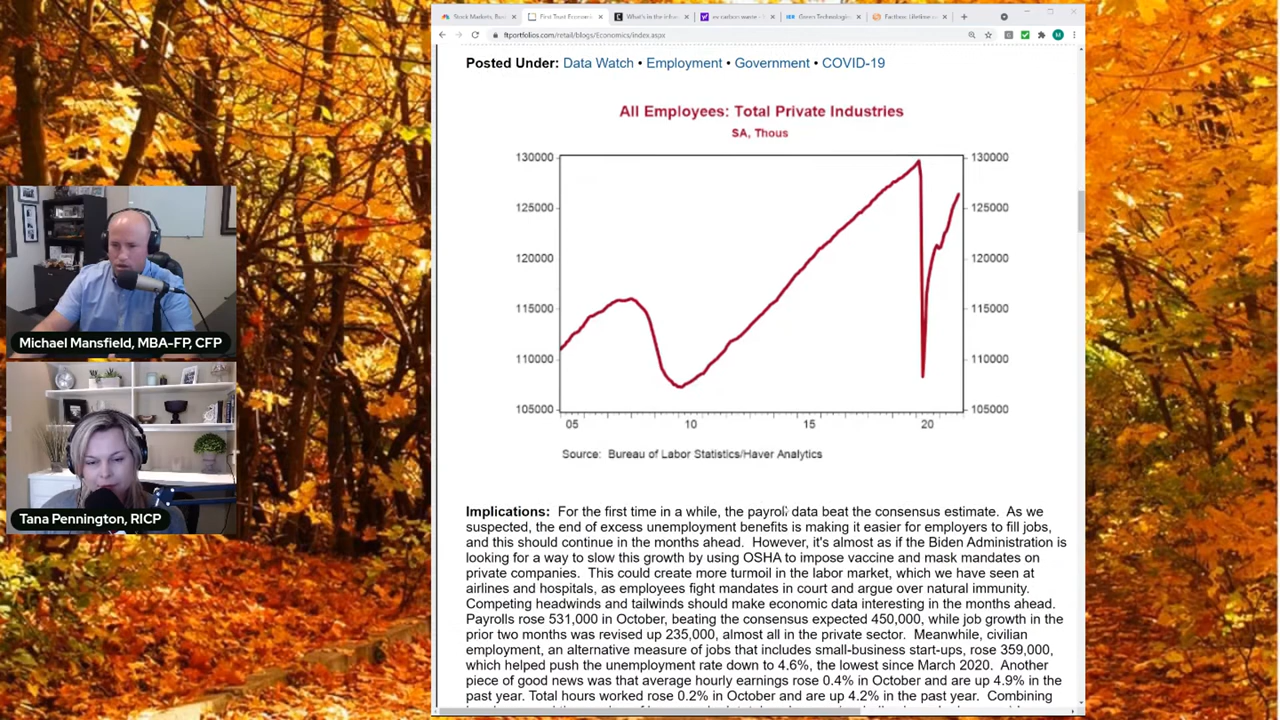 First Trust Economi
ftportfolios.com/retail/blogs/Economics/index.aspx
Posted Under: Data Watch • Employment • Government • COVID-19
All Employees: Total Private Industries
SA, Thous
130000 130000
125000 125000
120000 120000
115000 115000
110000 110000
105000 105000
05 10 15 20
Source: Bureau of Labor Statistics/Haver Analytics
Michael Mansfield, MBA-FP, CFP
Tana Pennington, RICP
Implications: For the first time in a while, the payroll data beat the consensus estimate. As we
suspected, the end of excess unemployment benefits is making it easier for employers to fill jobs,
and this should continue in the months ahead. However, it's almost as if the Biden Administration is
looking for a way to slow this growth by using OSHA to impose vaccine and mask mandates on
private companies. This could create more turmoil in the labor market, which we have seen at
airlines and hospitals, as employees fight mandates in court and argue over natural immunity.
Competing headwinds and tailwinds should make economic data interesting in the months ahead.
Payrolls rose 531,000 in October, beating the consensus expected 450,000, while job growth in the
prior two months was revised up 235,000, almost all in the private sector. Meanwhile, civilian
employment, an alternative measure of jobs that includes small-business start-ups, rose 359,000,
which helped push the unemployment rate down to 4.6%, the lowest since March 2020. Another
piece of good news was that average hourly earnings rose 0.4% in October and are up 4.9% in the
past year. Total hours worked rose 0.2% in October and are up 4.2% in the past year. Combining